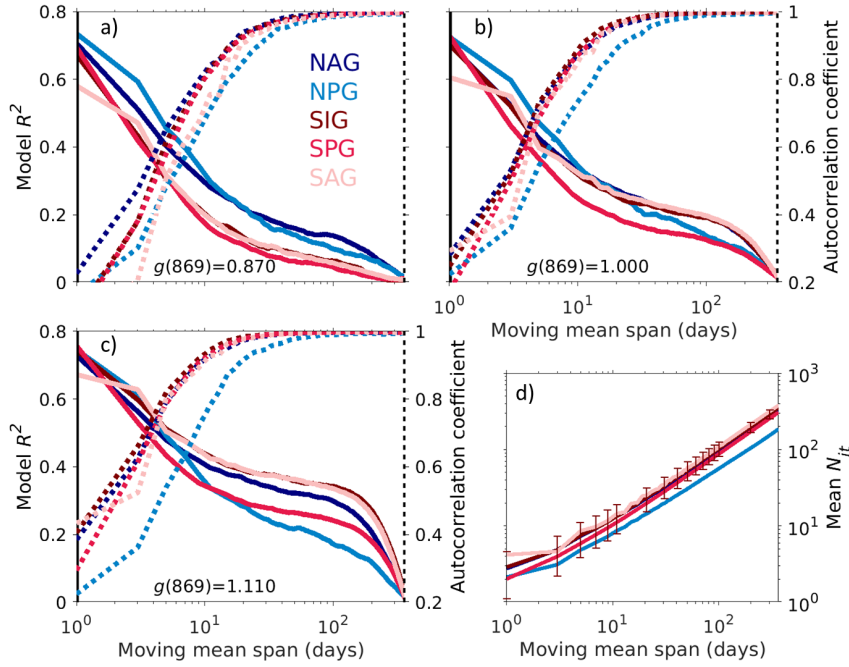 a)
0.8
0.6
0.4
0.2
0
Model R²
NAG
NPG
SIG
SPG
SAG
g(869)=0.870
b)
1
0.8
0.6
0.4
0.2
Autocorrelation coefficient
g(869)=1.000
10⁰
10¹
10²
Moving mean span (days)
c)
0.8
0.6
0.4
0.2
0
Model R²
1
0.8
0.6
0.4
0.2
Autocorrelation coefficient
g(869)=1.110
10⁰
10¹
10²
Moving mean span (days)
d)
10³
10²
10¹
10⁰
Mean Nit
10⁰
10¹
10²
Moving mean span (days)